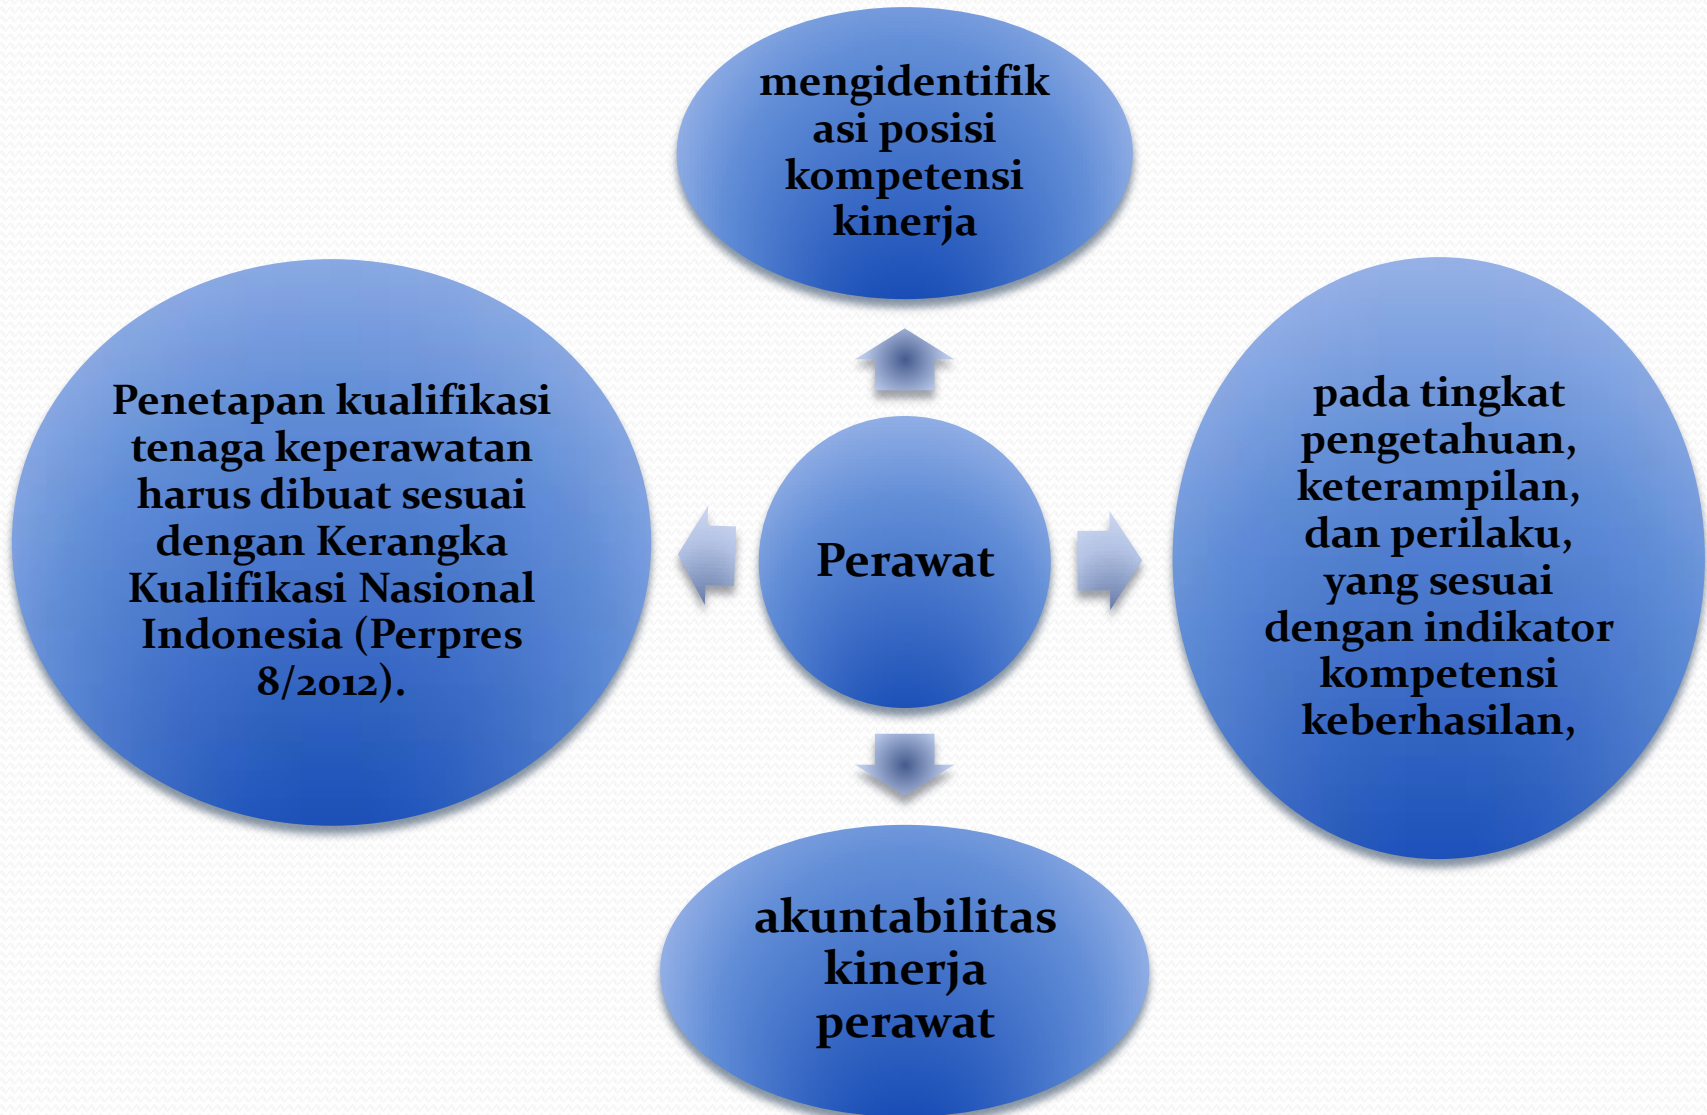 mengidentifik
asi posisi
kompetensi
kinerja
Penetapan kualifikasi
tenaga keperawatan
harus dibuat sesuai
dengan Kerangka
Kualifikasi Nasional
Indonesia (Perpres
8/2012).
Perawat
pada tingkat
pengetahuan,
keterampilan,
dan perilaku,
yang sesuai
dengan indikator
kompetensi
keberhasilan,
akuntabilitas
kinerja
perawat